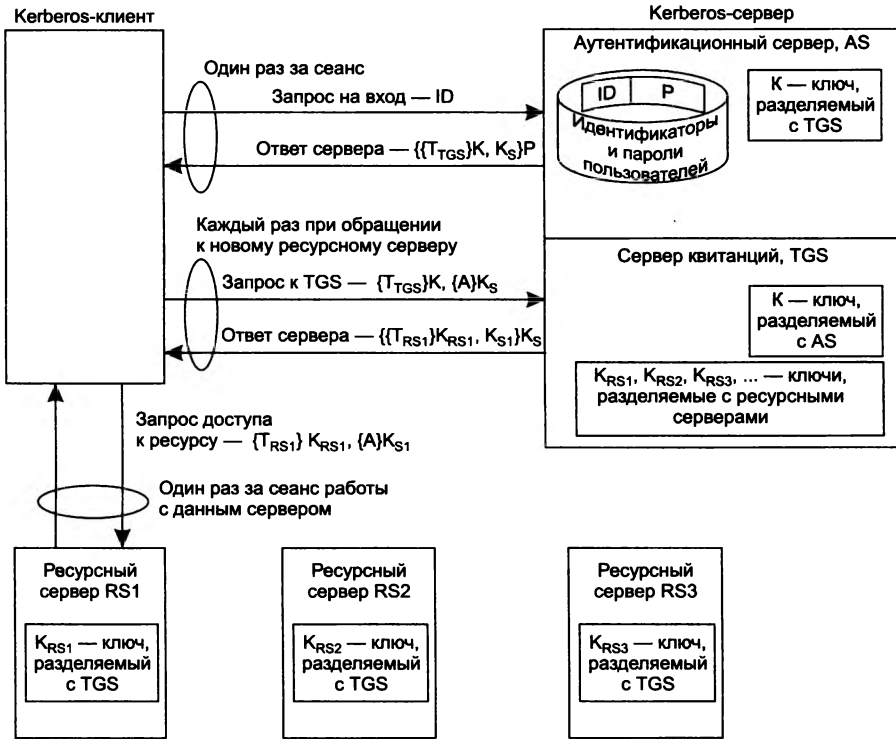 Kerberos-клиент
Kerberos-сервер
Аутентификационный сервер, AS
Один раз за сеанс
Запрос на вход — ID
ID
P
Идентификаторы
и пароли
пользователей
K — ключ,
разделяемый
с TGS
Ответ сервера — {{T_TGS}K, K_S}P
Каждый раз при обращении
к новому ресурсному серверу
Сервер квитанций, TGS
Запрос к TGS — {T_TGS}K, {A}K_S
K — ключ,
разделяемый
с AS
Ответ сервера — {{T_RS1}K_RS1, K_S1}K_S
K_RS1, K_RS2, K_RS3, ... — ключи,
разделяемые с ресурсными
серверами
Запрос доступа
к ресурсу — {T_RS1} K_RS1, {A}K_S1
Один раз за сеанс работы
с данным сервером
Ресурсный
сервер RS1
K_RS1 — ключ,
разделяемый
с TGS
Ресурсный
сервер RS2
K_RS2 — ключ,
разделяемый
с TGS
Ресурсный
сервер RS3
K_RS3 — ключ,
разделяемый
с TGS